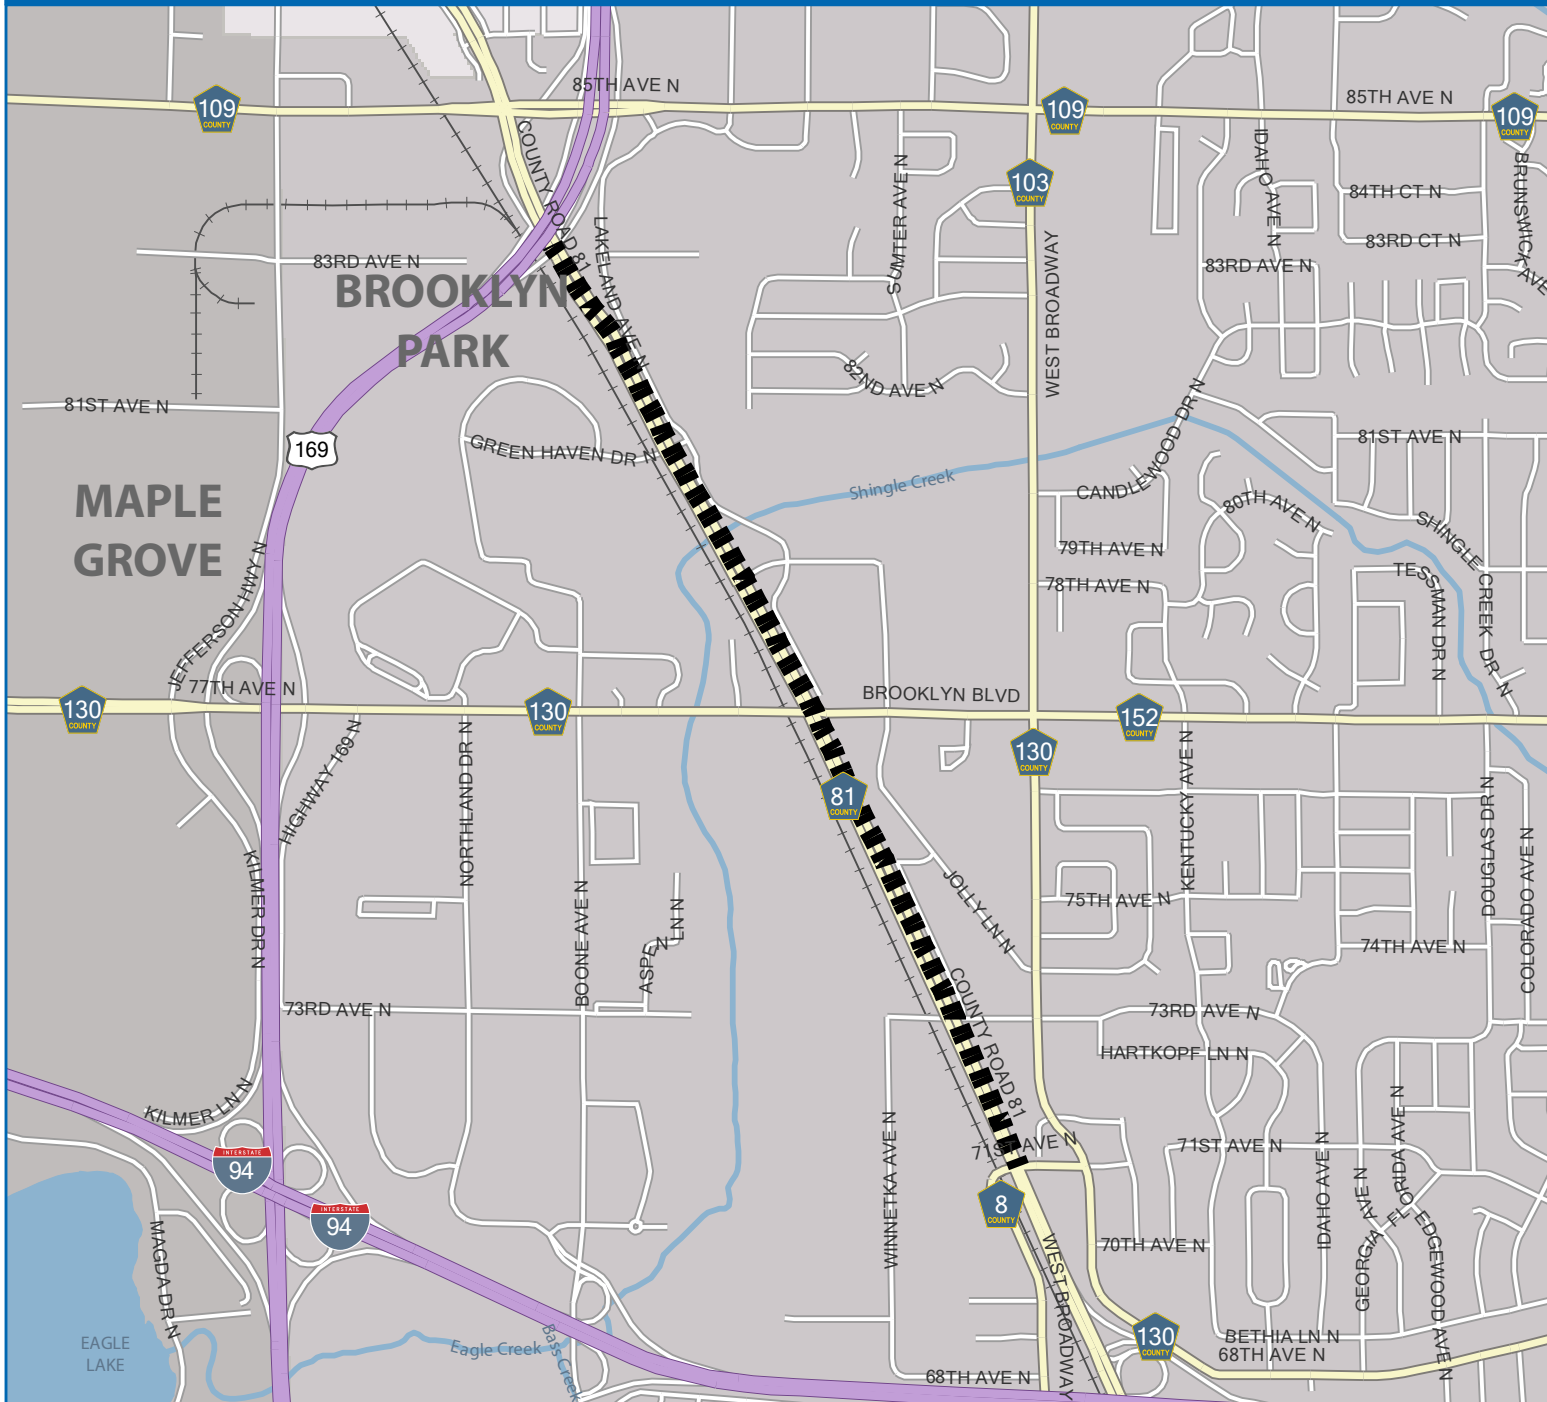 85TH AVE N
85TH AVE N
109
COUNTY
109
COUNTY
109
COUNTY
COUNTY ROAD 81
103
COUNTY
IDAHO AVE N
BRUNSWICK AVE
SUMTER AVE N
84TH CT N
LAKELAND AVE N
WEST BROADWAY
83RD CT N
83RD AVE N
83RD AVE N
BROOKLYN
PARK
82ND AVE N
81ST AVE N
169
GREEN HAVEN DR N
CANDLEWOOD DR N
81ST AVE N
MAPLE
GROVE
Shingle Creek
80TH AVE N
SHINGLE CREEK DR N
79TH AVE N
78TH AVE N
TESSMAN DR N
JEFFERSON HWY N
77TH AVE N
BROOKLYN BLVD
130
COUNTY
130
COUNTY
152
COUNTY
130
COUNTY
HIGHWAY 169 N
NORTHLAND DR N
KENTUCKY AVE N
81
COUNTY
DOUGLAS DR N
COLORADO AVE N
KILMER DR N
BOONE AVE N
ASPEN LN N
JOLLY LN N
75TH AVE N
74TH AVE N
73RD AVE N
COUNTY ROAD 81
73RD AVE N
HARTKOPF LN N
KILMER LN N
WINNETKA AVE N
71ST AVE N
71ST AVE N
IDAHO AVE N
GEORGIA AVE N
FLORIDA AVE N
EDGEWOOD AVE N
INTERSTATE
94
INTERSTATE
94
8
COUNTY
MAGDA DR N
WEST BROADWAY
70TH AVE N
130
COUNTY
BETHIA LN N
68TH AVE N
EAGLE
LAKE
Eagle Creek
Bass Creek
68TH AVE N